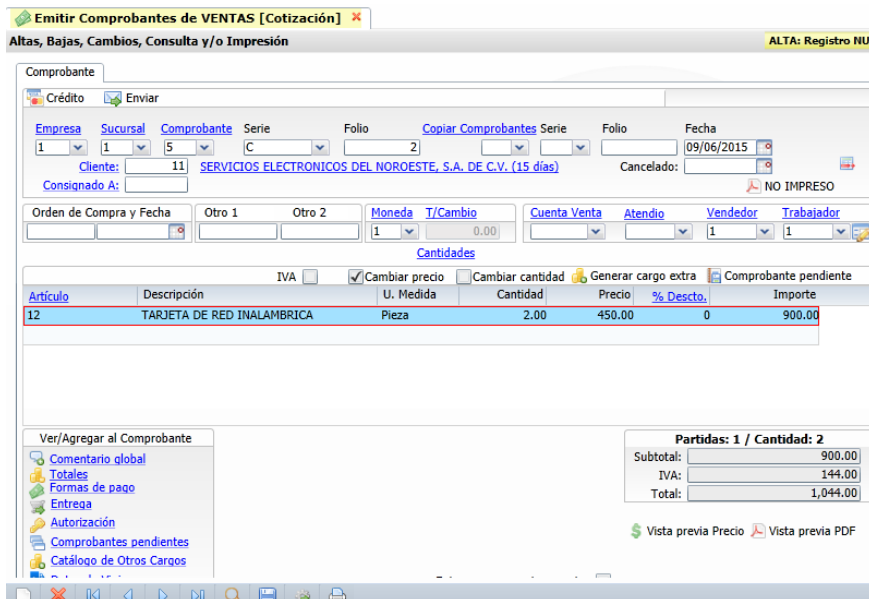 Emitir Comprobantes de VENTAS [Cotización]
Altas, Bajas, Cambios, Consulta y/o Impresión ALTA: Registro NU
Comprobante
Crédito Enviar
Empresa Sucursal Comprobante Serie Folio Copiar Comprobantes Serie Folio Fecha
1 1 5 C 2 09/06/2015
Cliente: 11 SERVICIOS ELECTRONICOS DEL NOROESTE, S.A. DE C.V. (15 días) Cancelado:
Consignado A: NO IMPRESO
Orden de Compra y Fecha Otro 1 Otro 2 Moneda T/Cambio Cuenta Venta Atendio Vendedor Trabajador
1 0.00 1 1
Cantidades
IVA Cambiar precio Cambiar cantidad Generar cargo extra Comprobante pendiente
Artículo Descripción U. Medida Cantidad Precio % Descto. Importe
12 TARJETA DE RED INALAMBRICA Pieza 2.00 450.00 0 900.00
Ver/Agregar al Comprobante Partidas: 1 / Cantidad: 2
Comentario global Subtotal: 900.00
Totales IVA: 144.00
Formas de pago Total: 1,044.00
Entrega
Autorización Vista previa Precio Vista previa PDF
Comprobantes pendientes
Catálogo de Otros Cargos